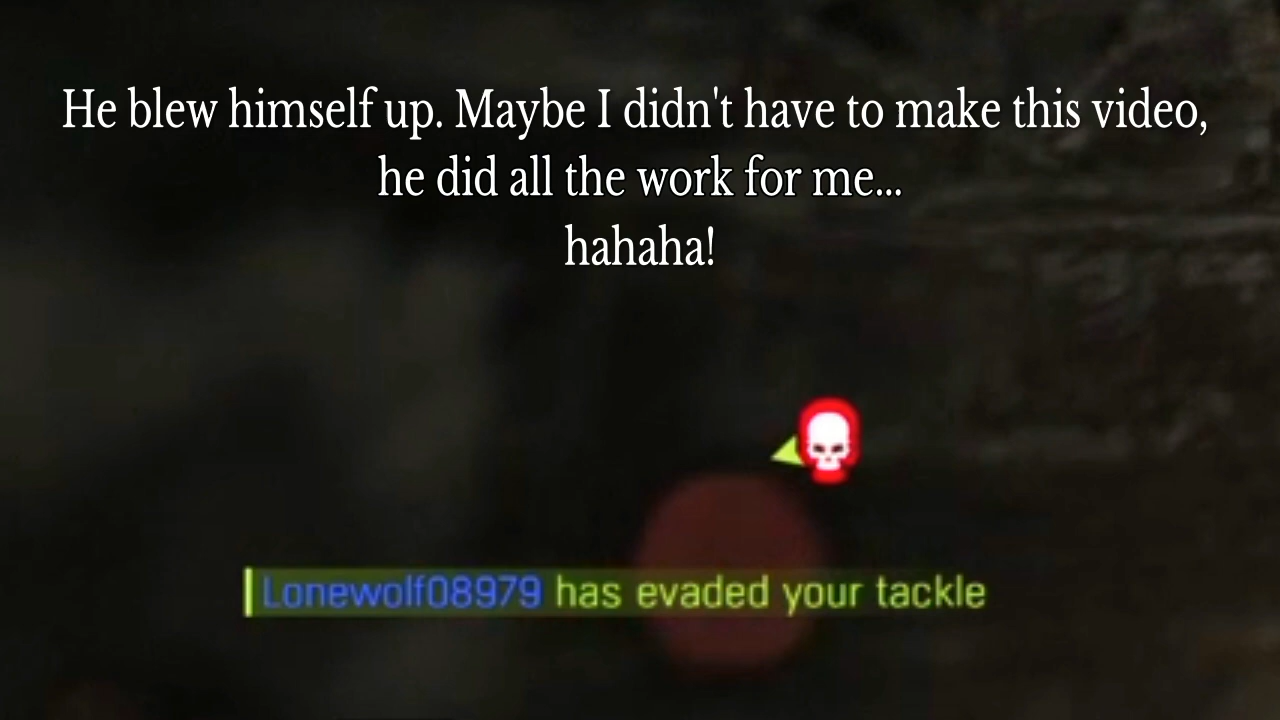 He blew himself up. Maybe I didn't have to make this video,
he did all the work for me...
hahaha!
Lonewolf08979 has evaded your tackle